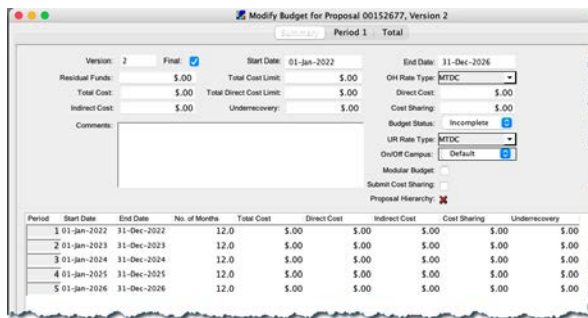 Modify Budget for Proposal 00152677, Version 2
Summary Period 1 Total
Version: 2 Final: Start Date: 01-Jan-2022 End Date: 31-Dec-2026
Residual Funds: $.00 Total Cost Limit: $.00 OH Rate Type: MTDC
Total Cost: $.00 Total Direct Cost Limit: $.00 Direct Cost: $.00
Indirect Cost: $.00 Underrecovery: $.00 Cost Sharing: $.00
Comments: Budget Status: Incomplete
UR Rate Type: MTDC
On/Off Campus: Default
Modular Budget:
Submit Cost Sharing:
Proposal Hierarchy:
Period Start Date End Date No. of Months Total Cost Direct Cost Indirect Cost Cost Sharing Underrecovery
1 01-Jan-2022 31-Dec-2022 12.0 $.00 $.00 $.00 $.00 $.00
2 01-Jan-2023 31-Dec-2023 12.0 $.00 $.00 $.00 $.00 $.00
3 01-Jan-2024 31-Dec-2024 12.0 $.00 $.00 $.00 $.00 $.00
4 01-Jan-2025 31-Dec-2025 12.0 $.00 $.00 $.00 $.00 $.00
5 01-Jan-2026 31-Dec-2026 12.0 $.00 $.00 $.00 $.00 $.00